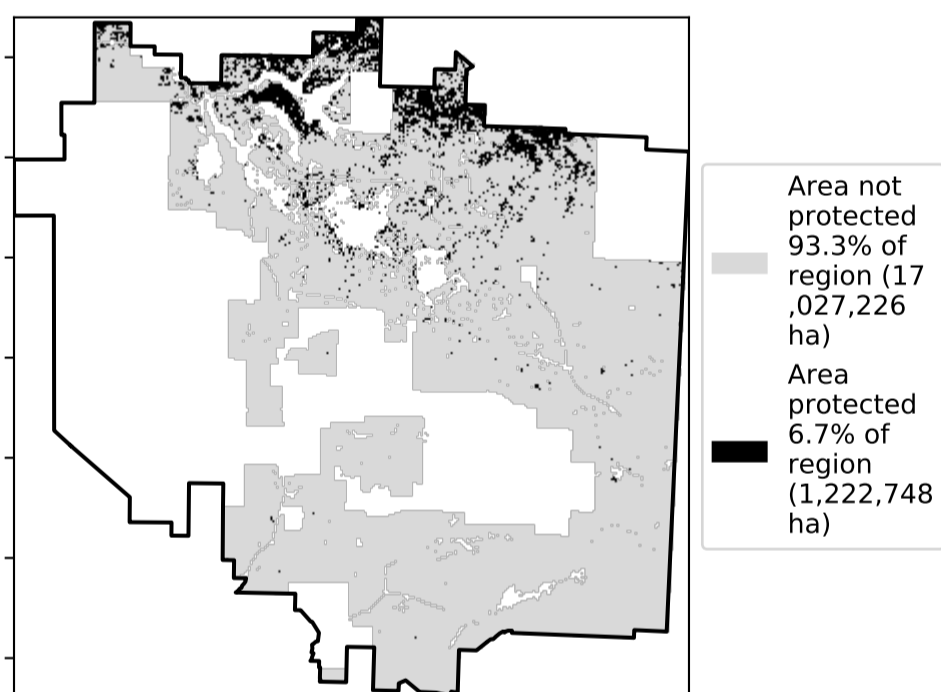 Area not
protected
93.3% of
region (17
,027,226
ha)
Area
protected
6.7% of
region
(1,222,748
ha)